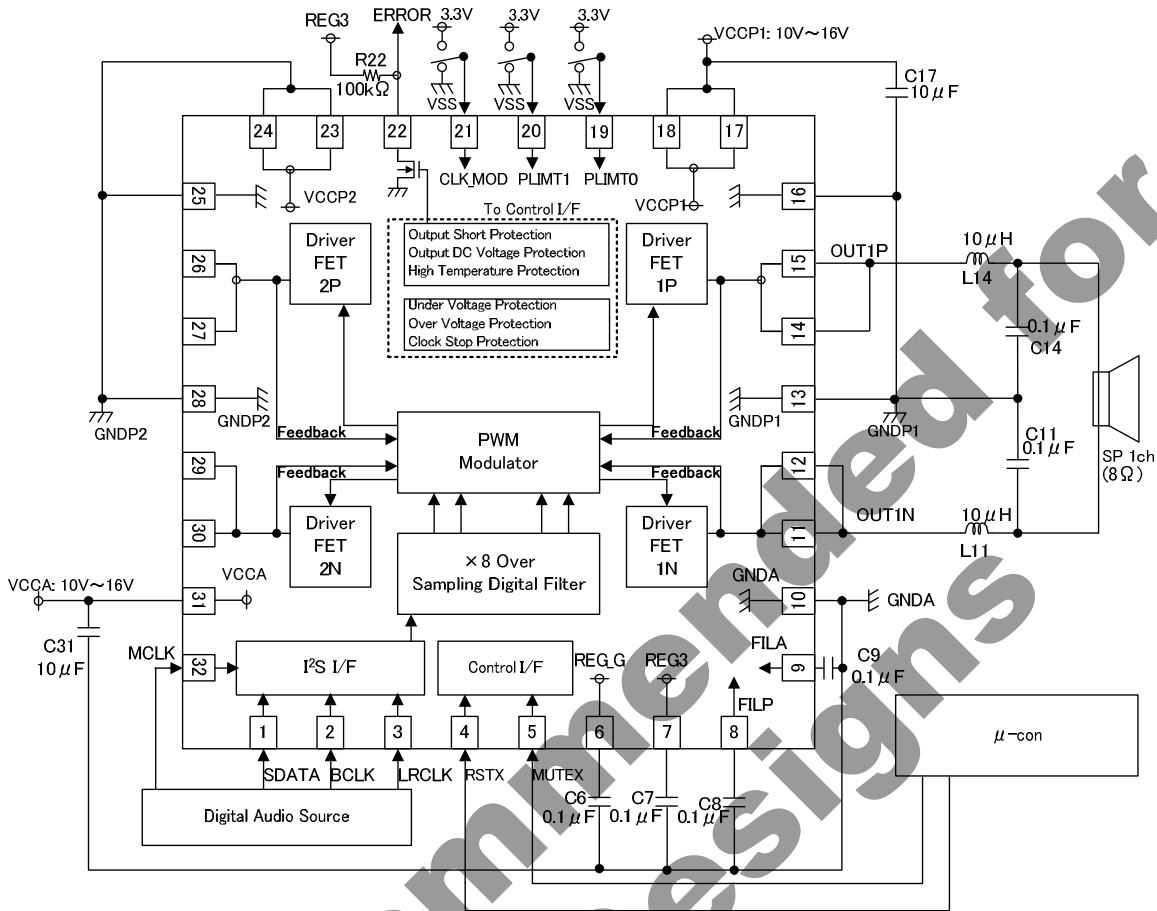 REG3
ERROR
3.3V
3.3V
3.3V
VCCP1: 10V～16V
R22
100kΩ
VSS
VSS
VSS
C17
10μF
24
23
22
21
20
19
18
17
VCCP2
CLK_MOD
PLIMT1
PLIMT0
VCCP1
25
16
To Control I/F
Output Short Protection
Output DC Voltage Protection
High Temperature Protection
Under Voltage Protection
Over Voltage Protection
Clock Stop Protection
Driver
FET
2P
Driver
FET
1P
26
27
15
14
OUT1P
10μH
L14
0.1μF
C14
28
GNDP2
GNDP2
13
GNDP1
GNDP1
Feedback
Feedback
PWM
Modulator
Feedback
Feedback
C11
0.1μF
SP 1ch
(8Ω)
29
30
12
11
Driver
FET
2N
Driver
FET
1N
×8 Over
Sampling Digital Filter
OUT1N
10μH
L11
VCCA: 10V～16V
VCCA
31
GNDA
10
GNDA
C31
10μF
MCLK
32
I²S I/F
Control I/F
REG_G
REG3
FILA
9
C9
0.1μF
FILP
1
2
3
4
5
6
7
8
μ-con
SDATA
BCLK
LRCLK
RSTX
MUTEX
Digital Audio Source
C6
0.1μF
C7
0.1μF
C8
0.1μF
ommended for
esigns